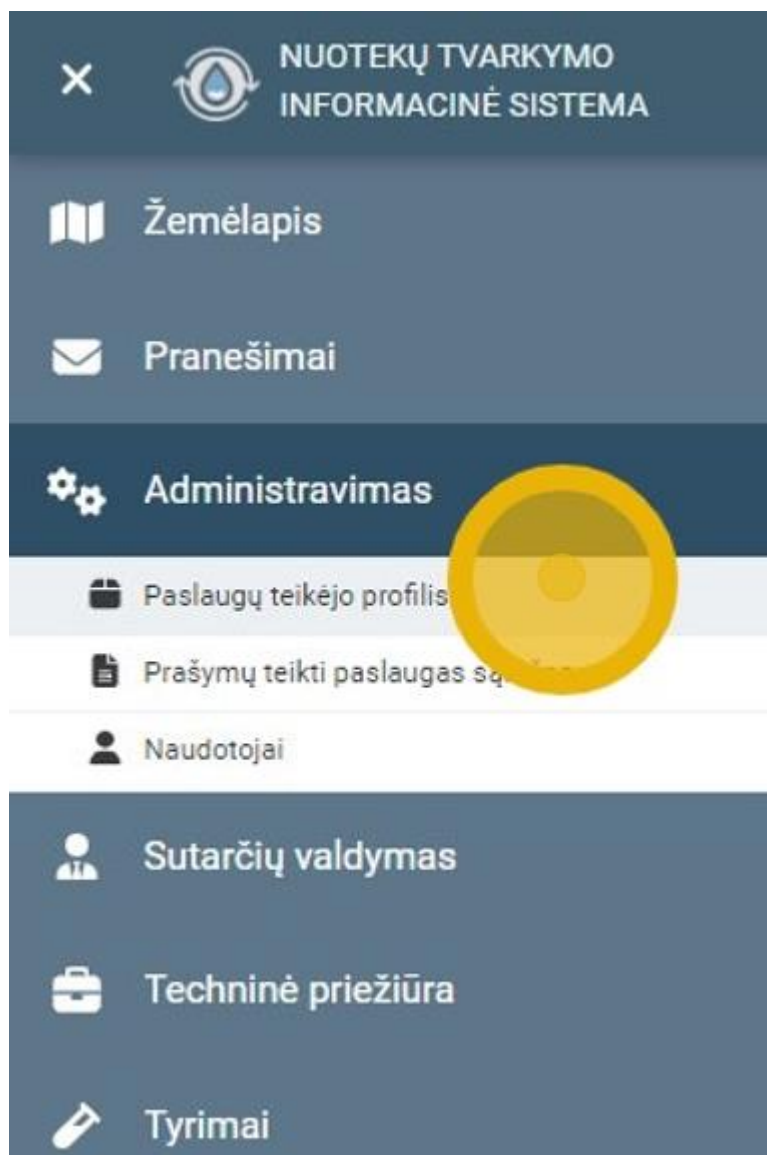 NUOTEKŲ TVARKYMO
INFORMACINĖ SISTEMA
Žemėlapis
Pranešimai
Administravimas
Paslaugų teikėjo profilis
Prašymų teikti paslaugas
Naudotojai
Sutarčių valdymas
Techninė priežiūra
Tyrimai